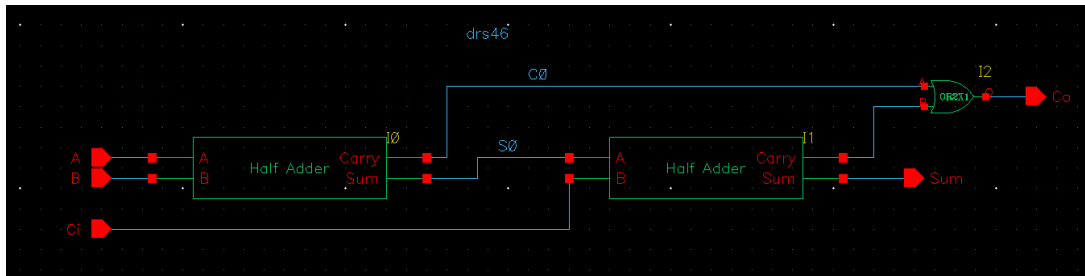 drs46
C0
I2
A
B
OR2X1
O
Co
I0
I1
S0
A
A
Carry
A
Carry
B
B
Half Adder
Sum
B
Half Adder
Sum
Sum
Ci